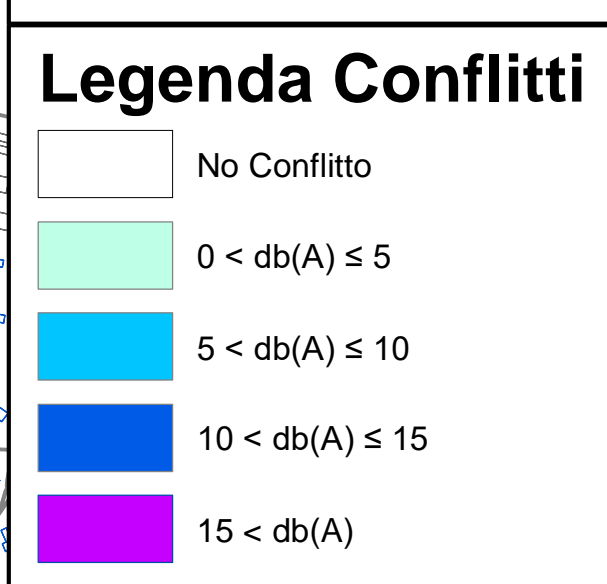 Legenda Conflitti
No Conflitto
0 < db(A) ≤ 5
5 < db(A) ≤ 10
10 < db(A) ≤ 15
15 < db(A)